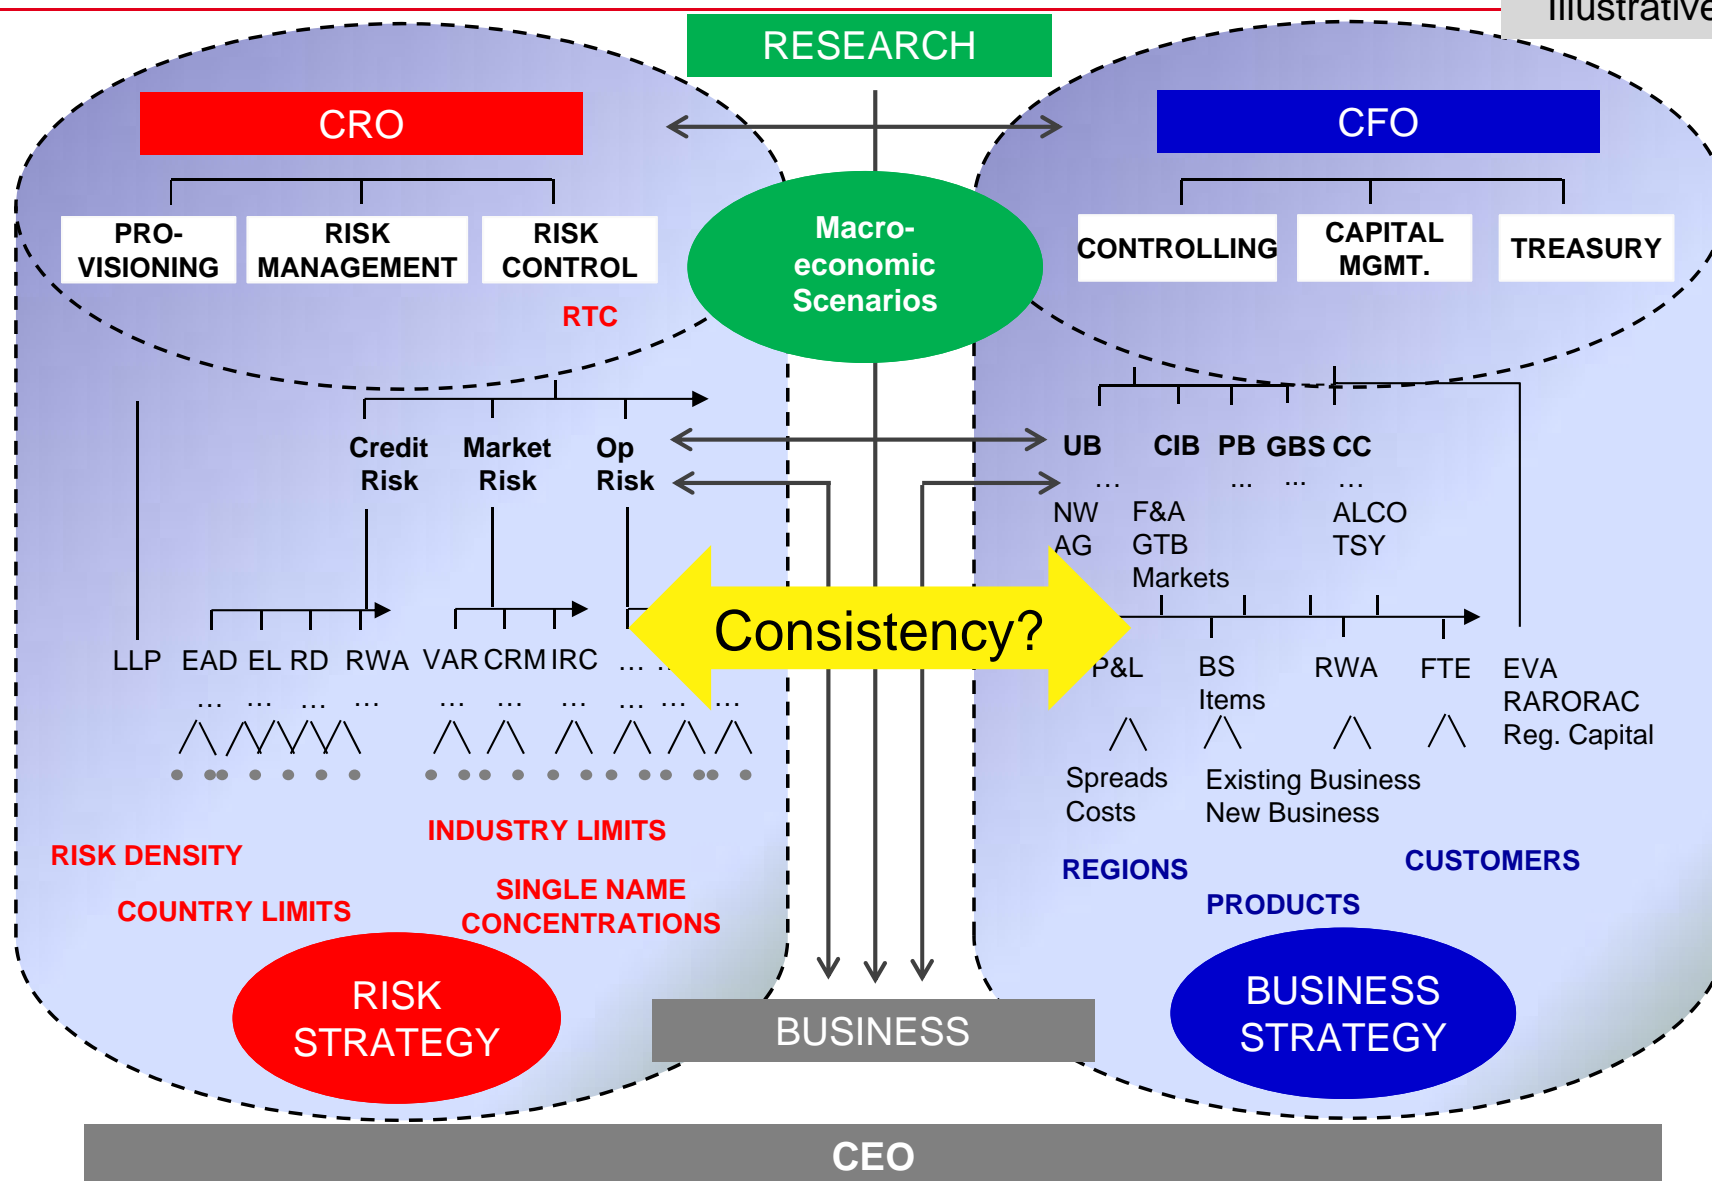 Illustrative
RESEARCH
CRO
CFO
PRO-
VISIONING
RISK
MANAGEMENT
RISK
CONTROL
RTC
Macro-
economic
Scenarios
CONTROLLING
CAPITAL
MGMT.
TREASURY
Credit
Risk
Market
Risk
Op
Risk
UB CIB PB GBS CC
… … … …
NW
AG
F&A
GTB
Markets
ALCO
TSY
Consistency?
LLP EAD EL RD RWA VAR CRM IRC …
… … … … … … … … … …
P&L
BS
Items
RWA
FTE
EVA
RARORAC
Reg. Capital
Spreads
Costs
Existing Business
New Business
INDUSTRY LIMITS
RISK DENSITY
COUNTRY LIMITS
SINGLE NAME
CONCENTRATIONS
REGIONS
CUSTOMERS
PRODUCTS
RISK
STRATEGY
BUSINESS
BUSINESS
STRATEGY
CEO